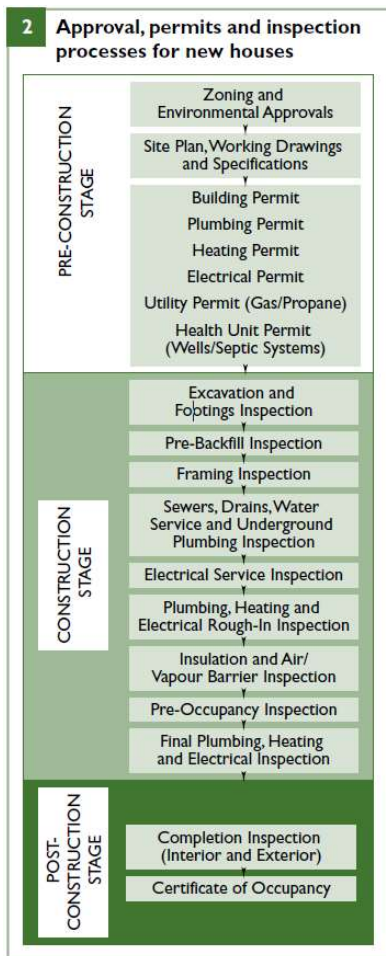 2 Approval, permits and inspection
processes for new houses
PRE-CONSTRUCTION
STAGE
Zoning and
Environmental Approvals
Site Plan, Working Drawings
and Specifications
Building Permit
Plumbing Permit
Heating Permit
Electrical Permit
Utility Permit (Gas/Propane)
Health Unit Permit
(Wells/Septic Systems)
CONSTRUCTION
STAGE
Excavation and
Footings Inspection
Pre-Backfill Inspection
Framing Inspection
Sewers, Drains, Water
Service and Underground
Plumbing Inspection
Electrical Service Inspection
Plumbing, Heating and
Electrical Rough-In Inspection
Insulation and Air/
Vapour Barrier Inspection
Pre-Occupancy Inspection
Final Plumbing, Heating
and Electrical Inspection
POST-
CONSTRUCTION
STAGE
Completion Inspection
(Interior and Exterior)
Certificate of Occupancy